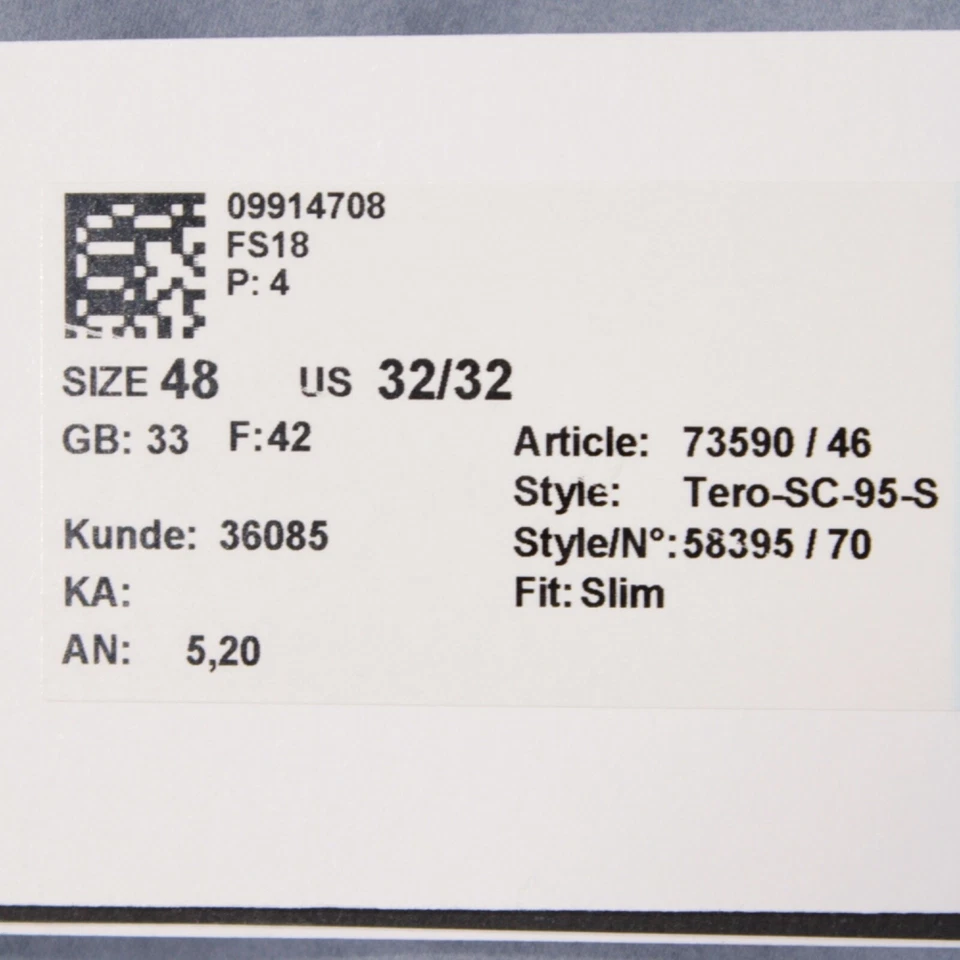 09914708
FS18
P: 4
SIZE 48 US 32/32
GB: 33 F:42
Article: 73590 / 46
Style: Tero-SC-95-S
Kunde: 36085
Style/N°: 58395 / 70
KA:
Fit: Slim
AN: 5,20